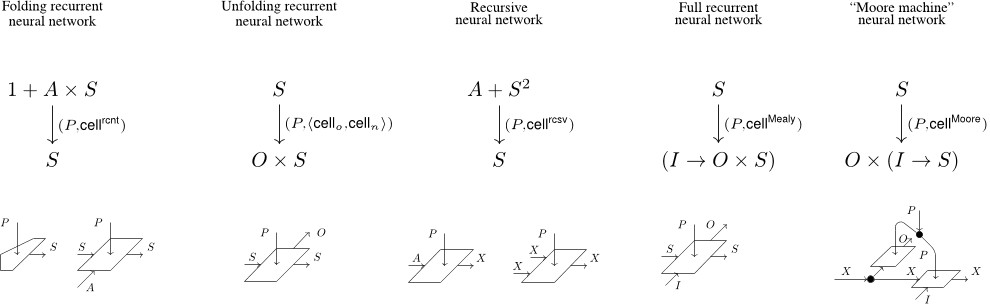 Folding recurrent
neural network
Unfolding recurrent
neural network
Recursive
neural network
Full recurrent
neural network
“Moore machine”
neural network
1 + A × S
S
A + S²
S
S
(P,cell^rcnt)
(P,⟨cell_o,cell_n⟩)
(P,cell^rcsv)
(P,cell^Mealy)
(P,cell^Moore)
S
O × S
S
(I → O × S)
O × (I → S)
P
S
P
S
S
A
P
O
S
S
P
A
X
P
X
X
X
P
O
S
S
I
P
O
P
X
X
X
I